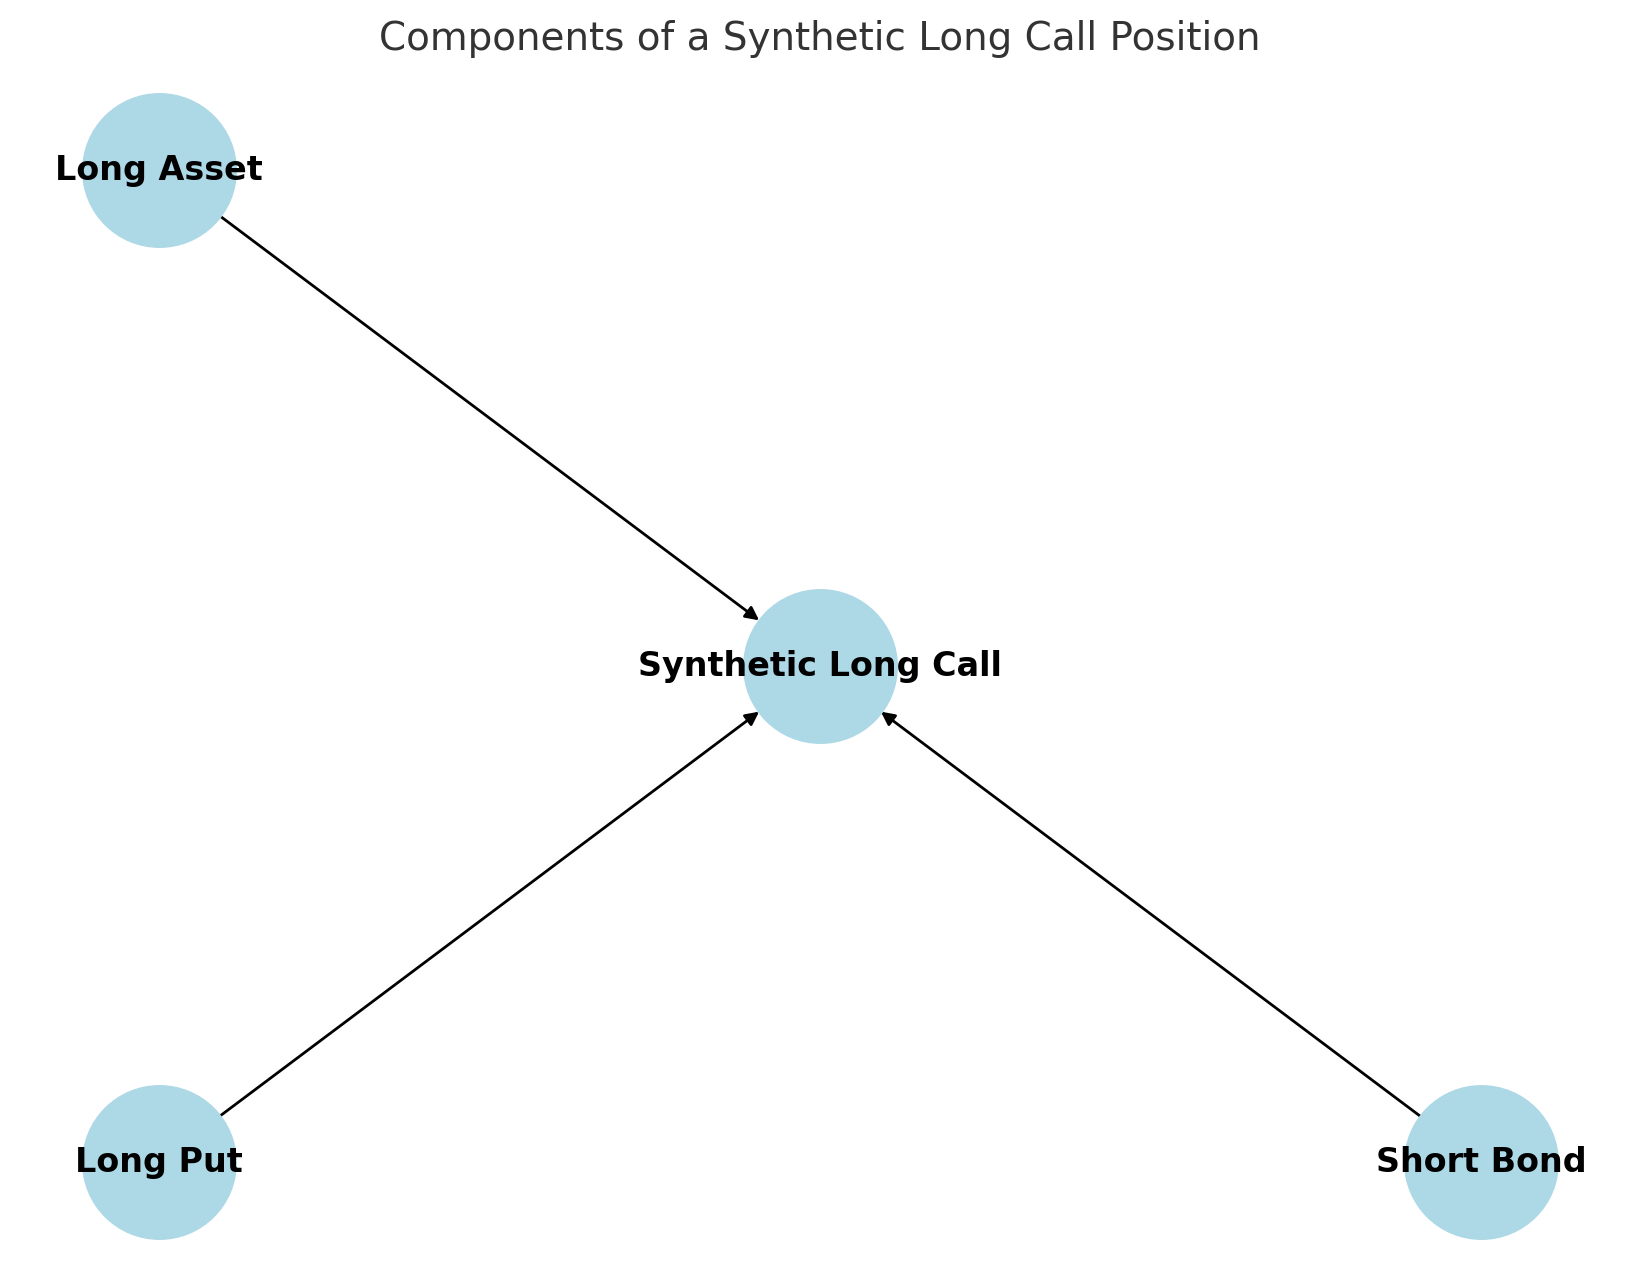 Components of a Synthetic Long Call Position
Long Asset
Synthetic Long Call
Long Put
Short Bond